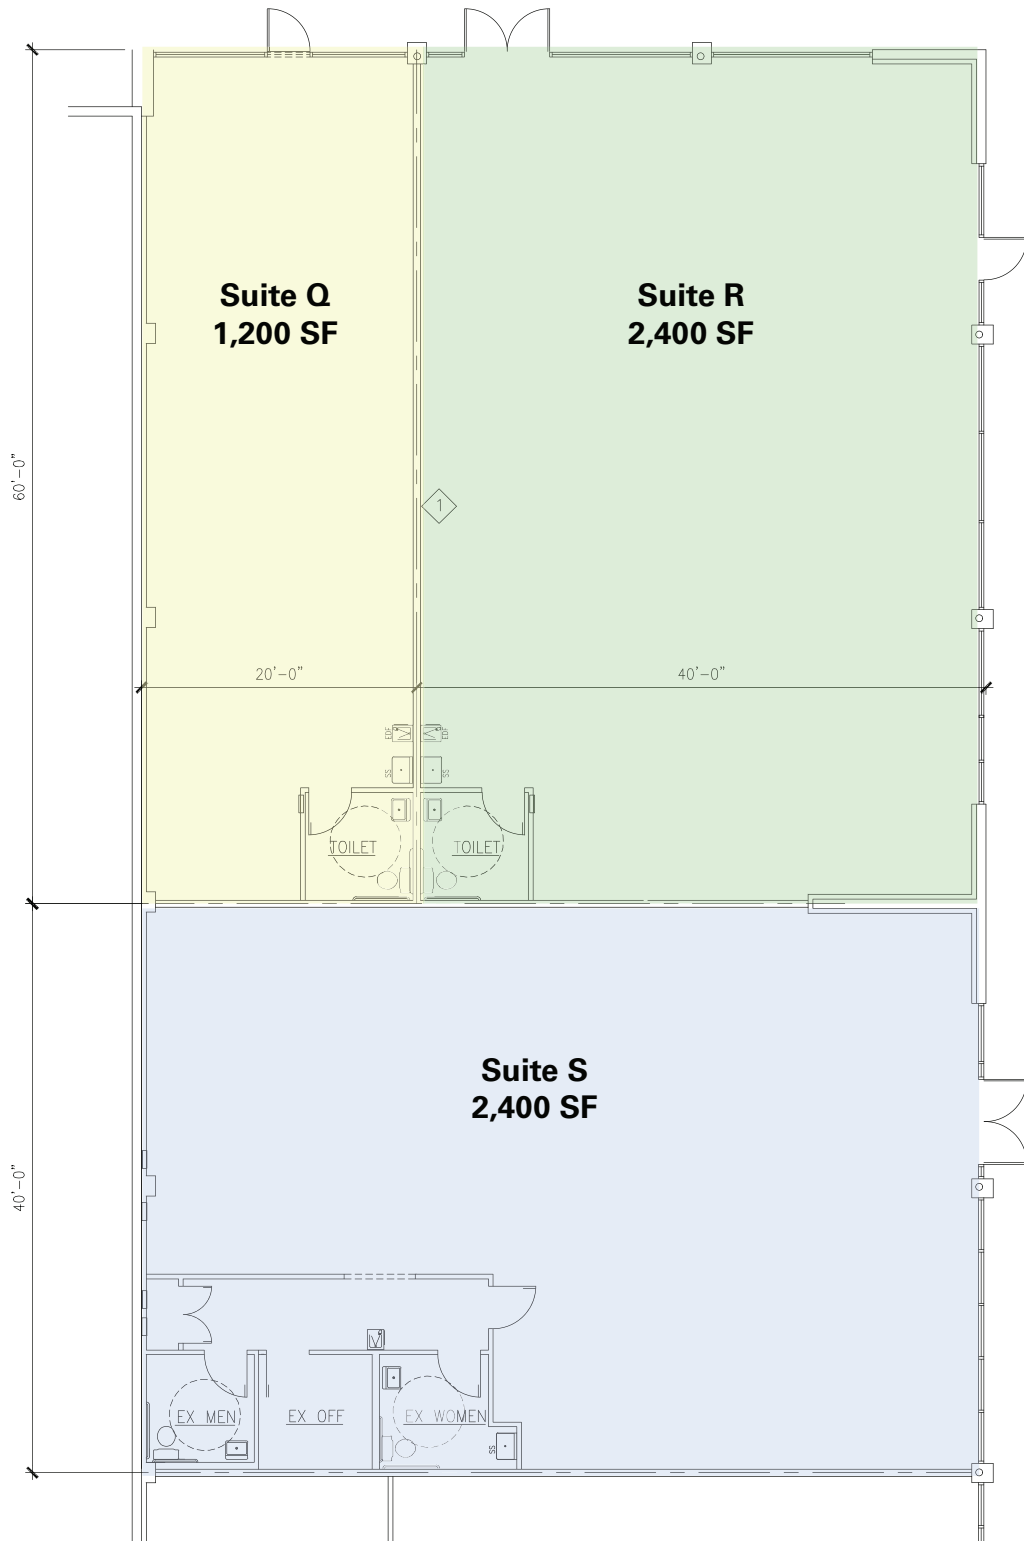 Suite Q
1,200 SF
Suite R
2,400 SF
60'-0"
1
20'-0"
40'-0"
EDF
EDF
SS
SS
TOILET
TOILET
Suite S
2,400 SF
40'-0"
EX MEN
EX OFF
EX WOMEN
SS